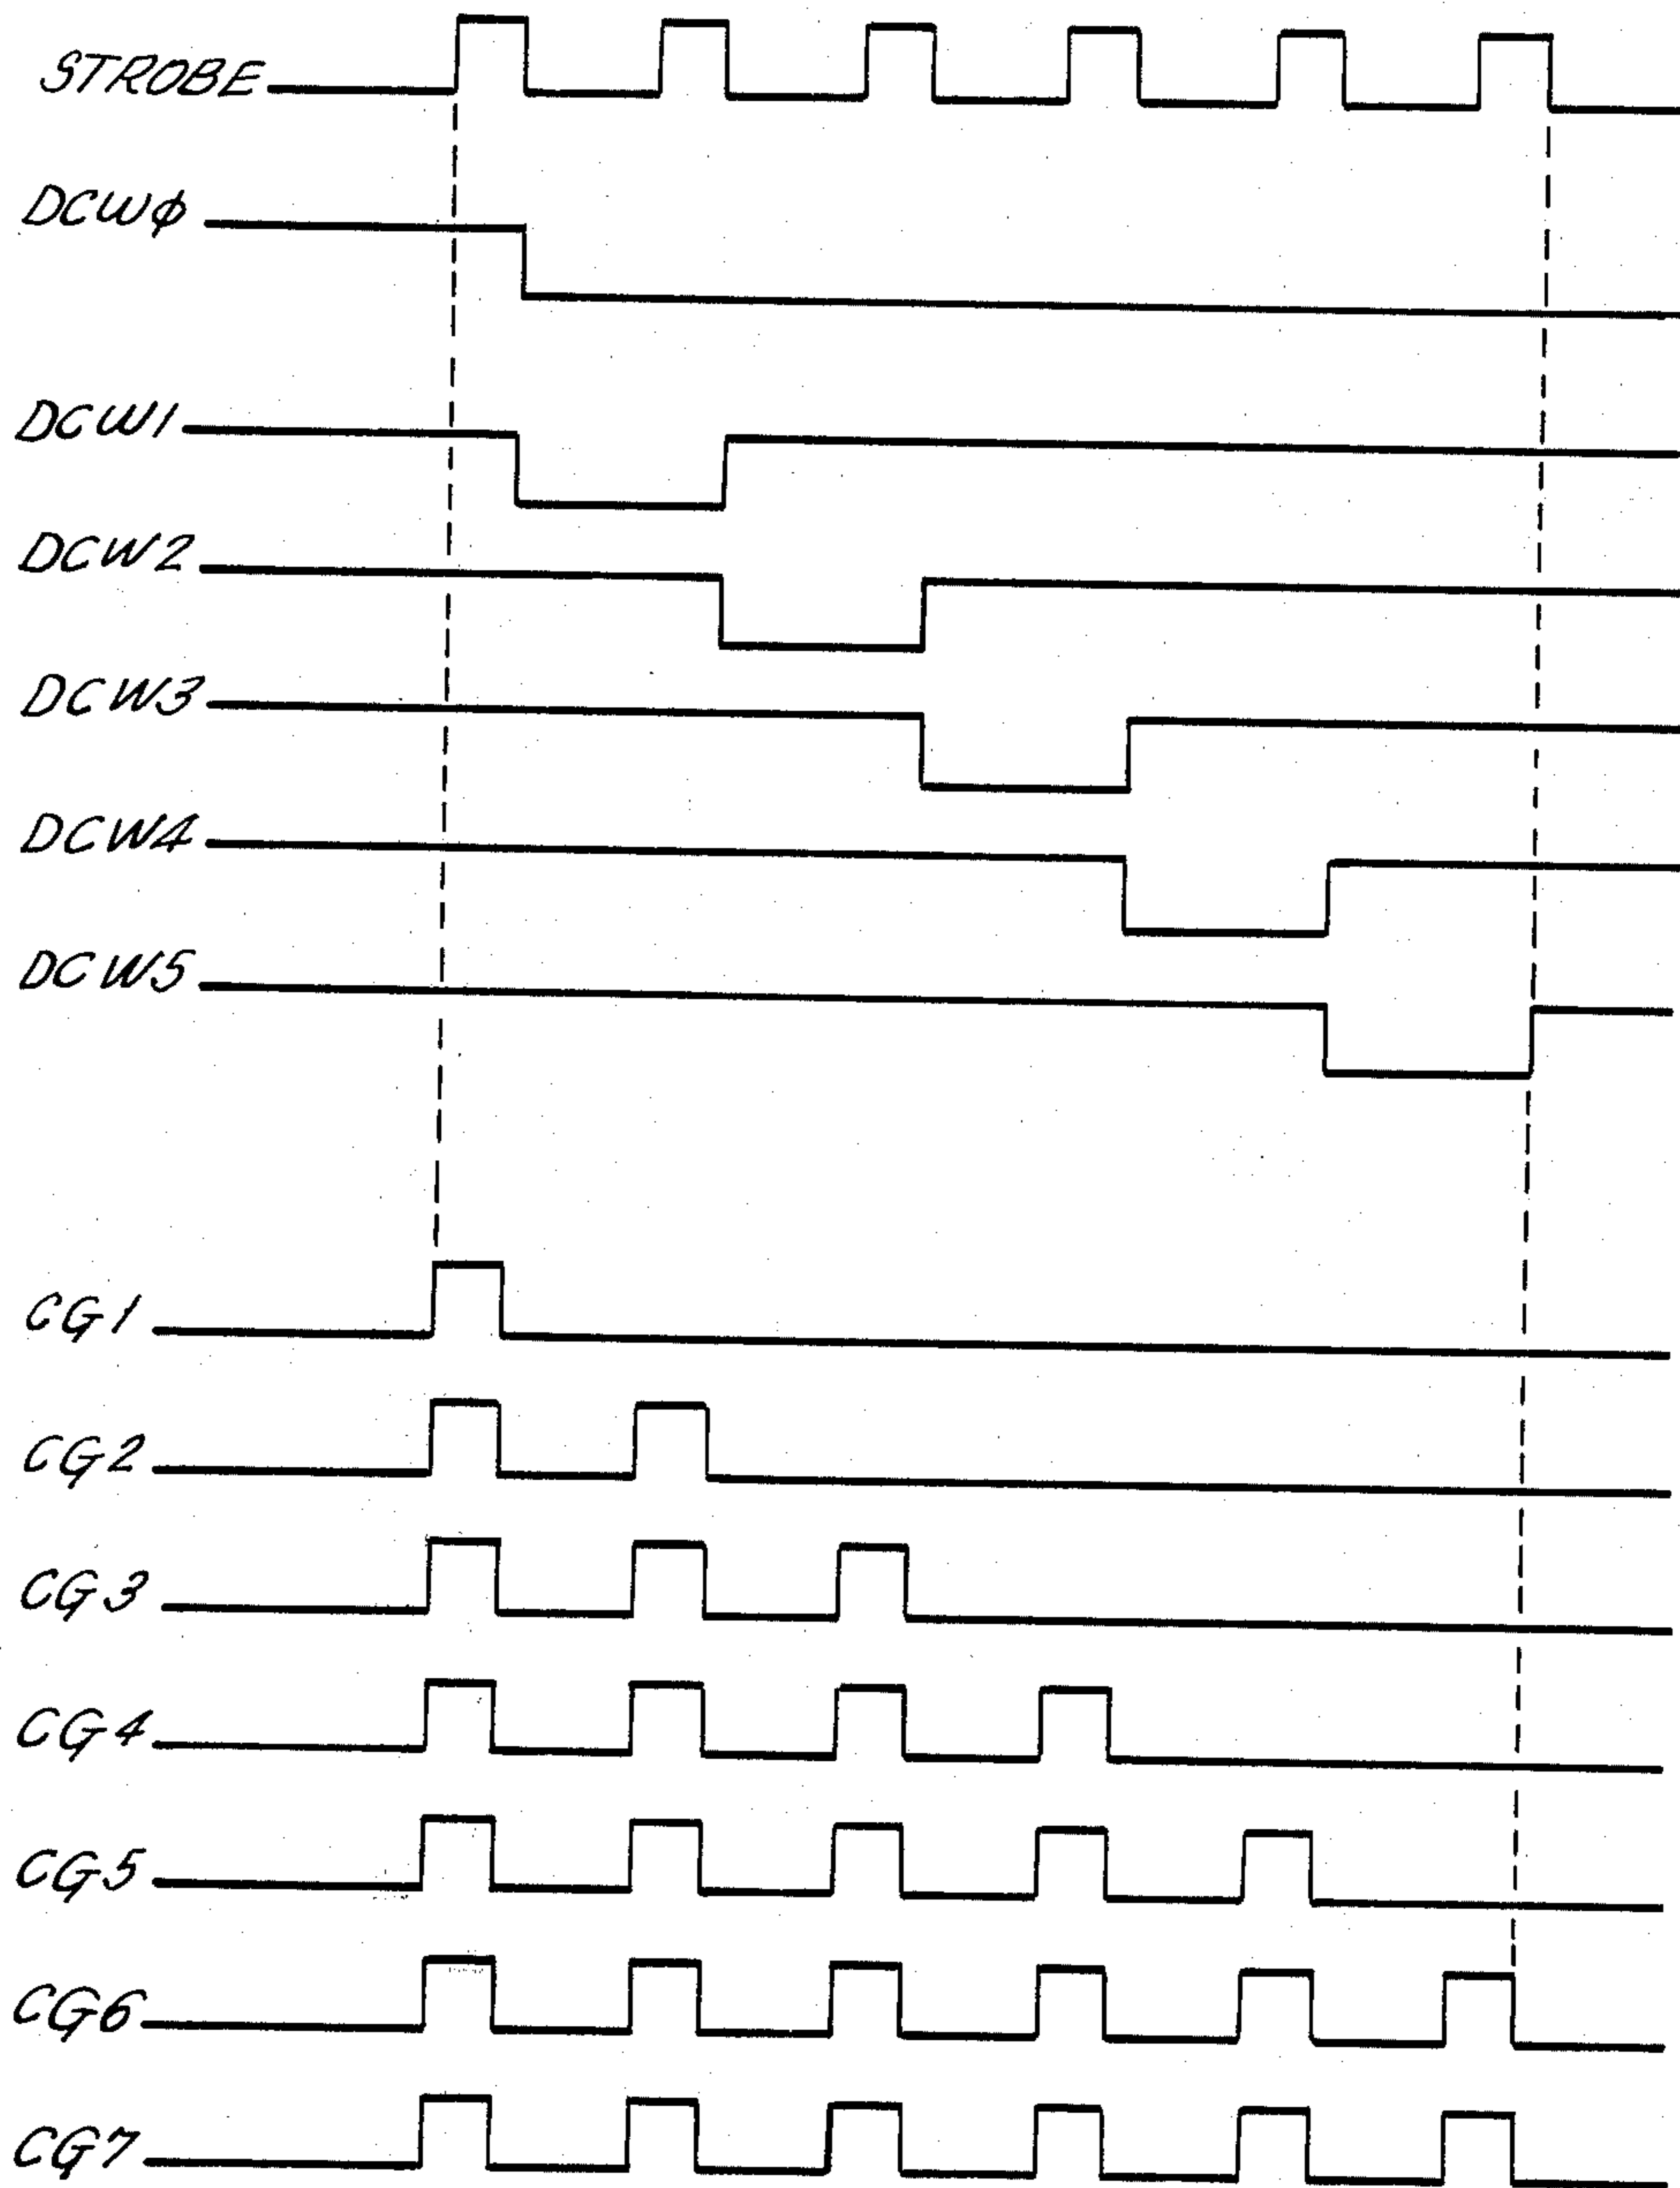 STROBE
DCWϕ
DCW1
DCW2
DCW3
DCW4
DCW5
CG1
CG2
CG3
CG4
CG5
CG6
CG7